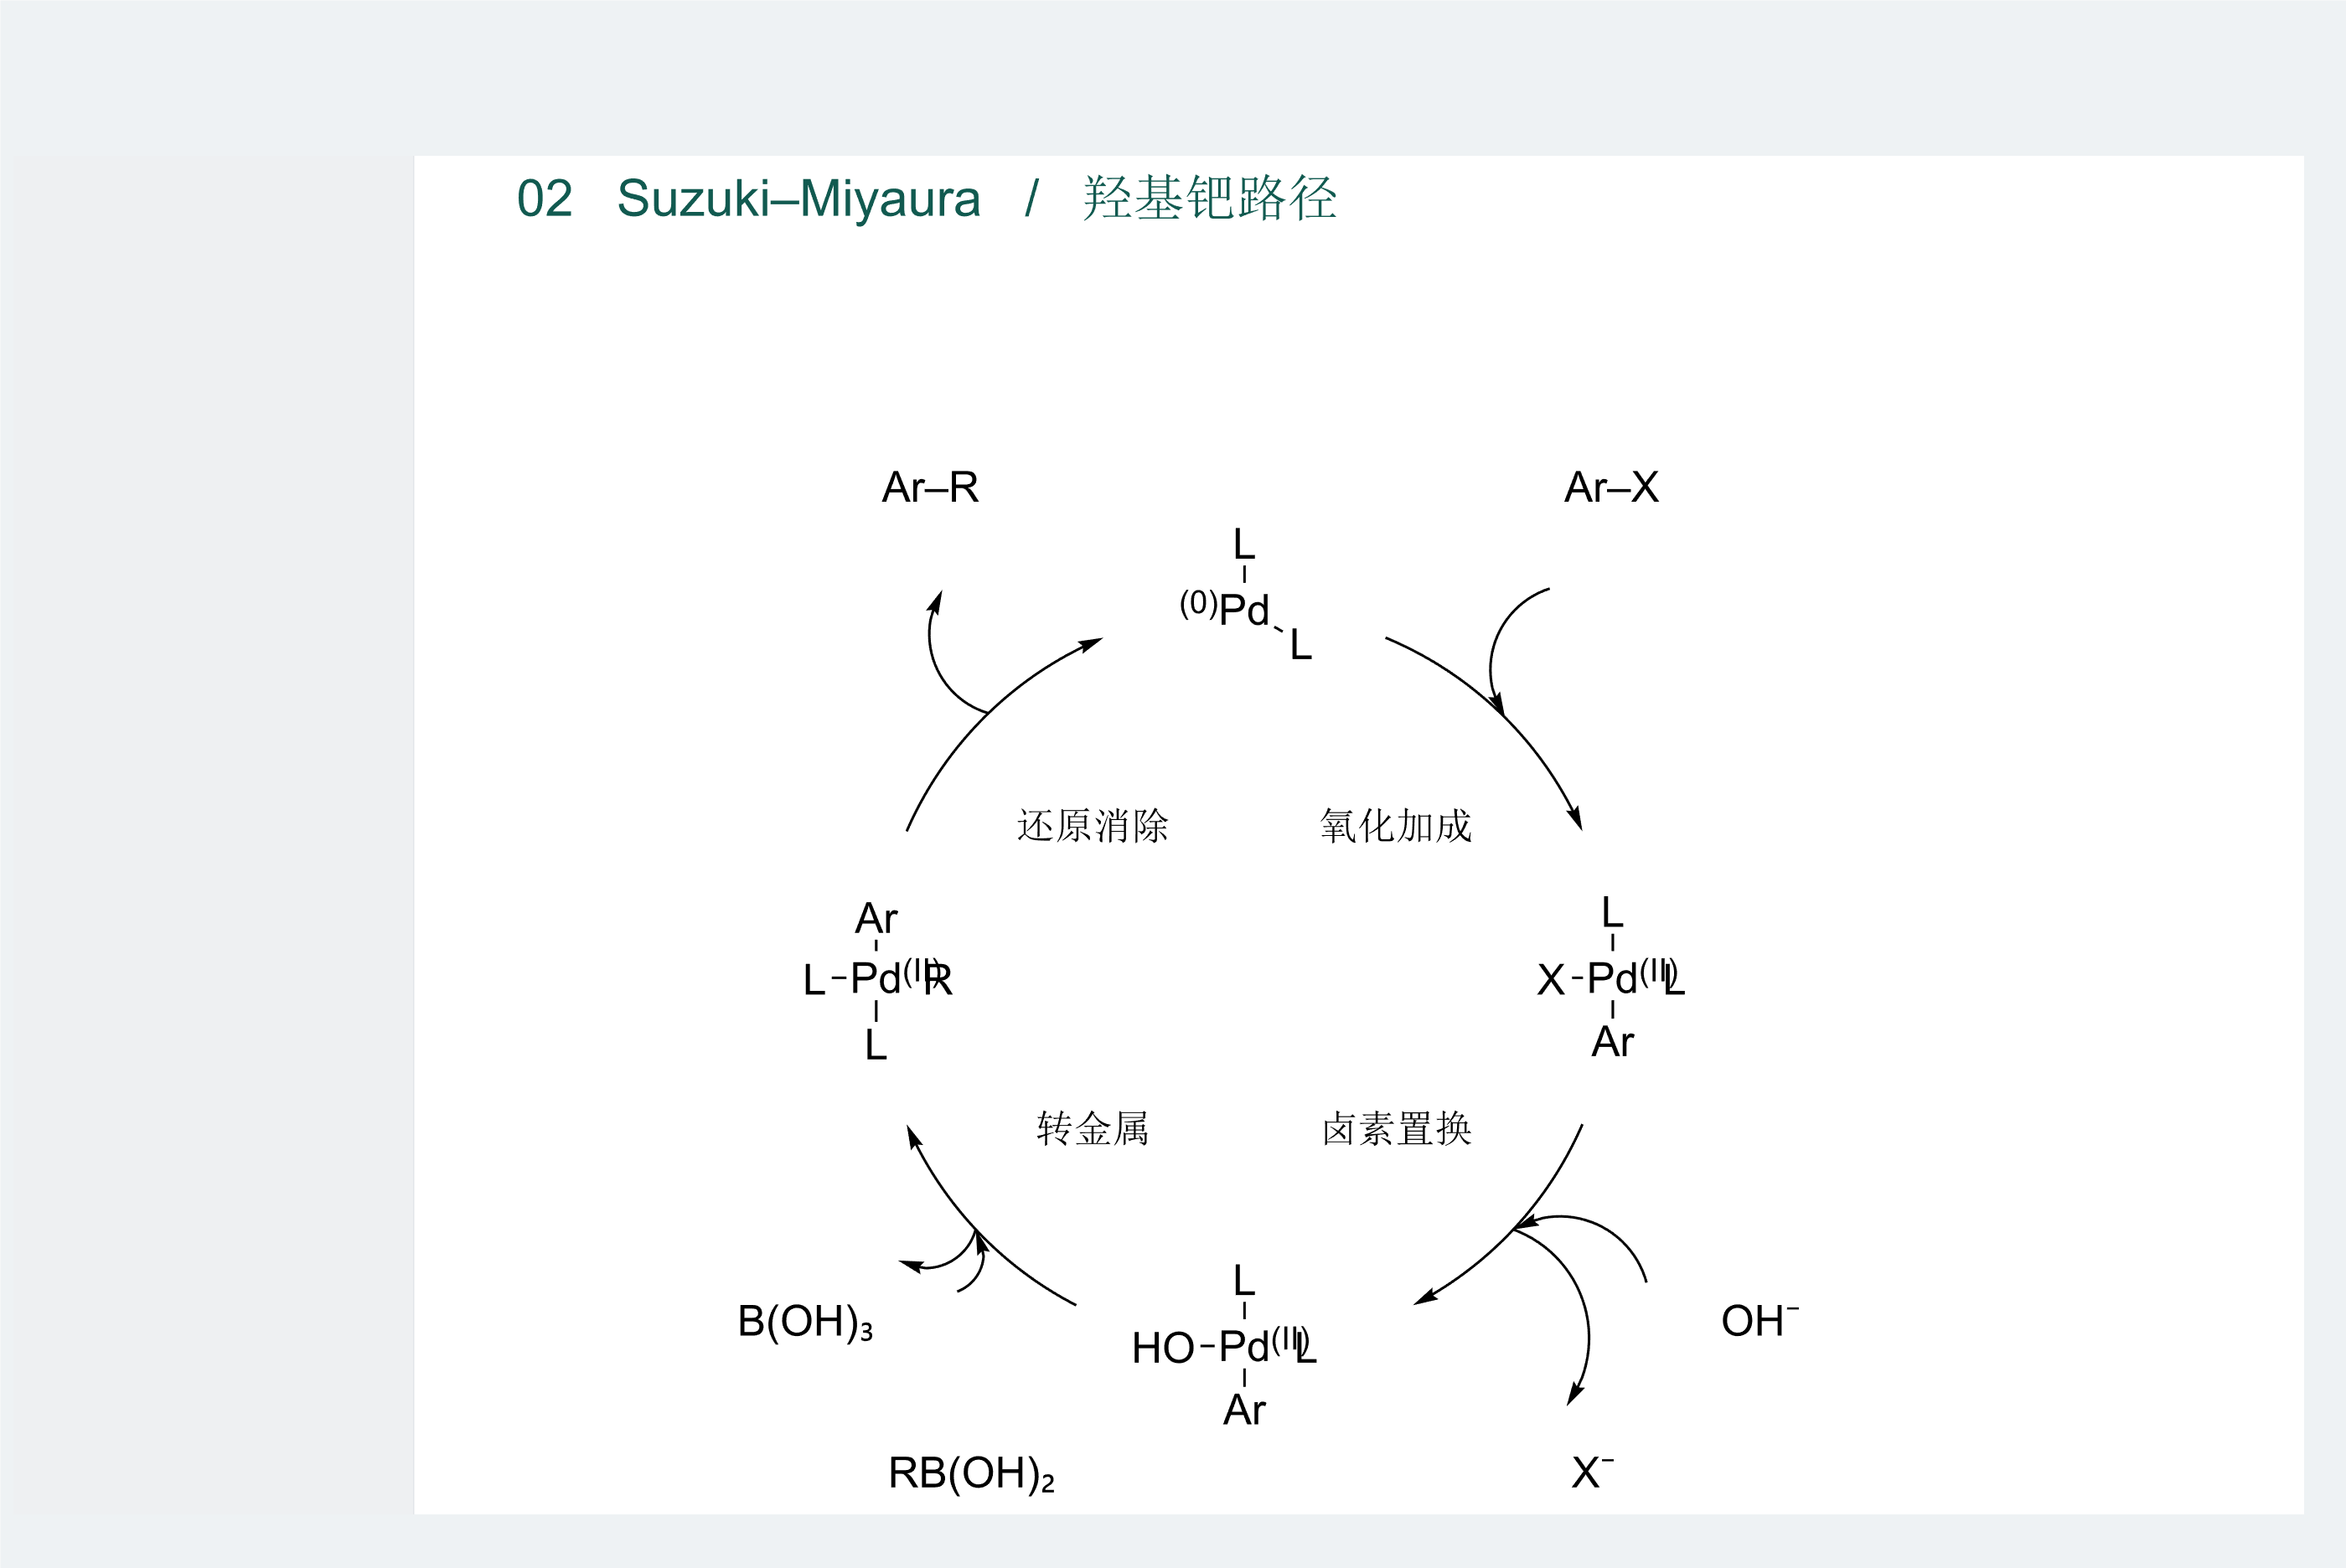 02 Suzuki–Miyaura / 羟基钯路径
Ar–R
Ar–X
L
(0)Pd
L
还原消除
氧化加成
Ar
L–Pd(II)R
L
L
X–Pd(II)L
Ar
转金属
卤素置换
B(OH)₃
L
HO–Pd(II)L
Ar
OH⁻
RB(OH)₂
X⁻